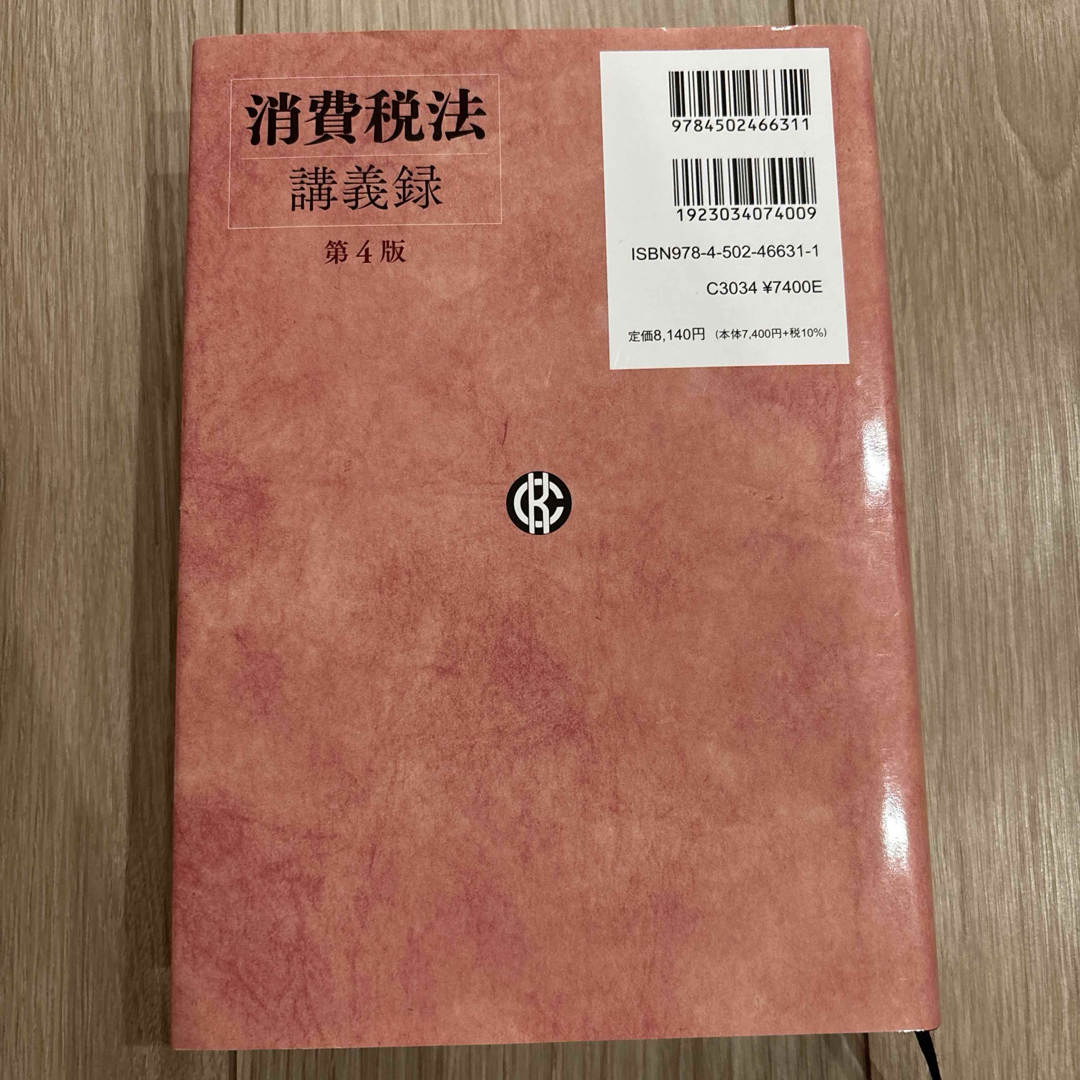 消費税法
講義録
第4版
9784502466311
1923034074009
ISBN978-4-502-46631-1
C3034 ¥7400E
定価8,140円 (本体7,400円+税10%)